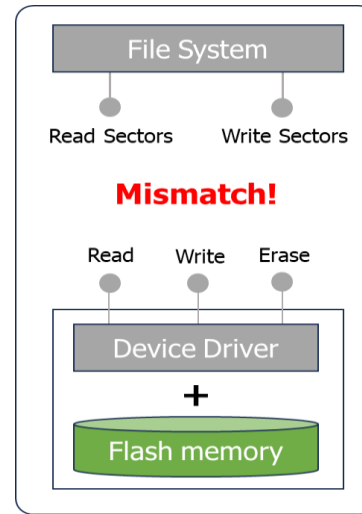 File System
Read Sectors Write Sectors
Mismatch!
Read Write Erase
Device Driver
+
Flash memory